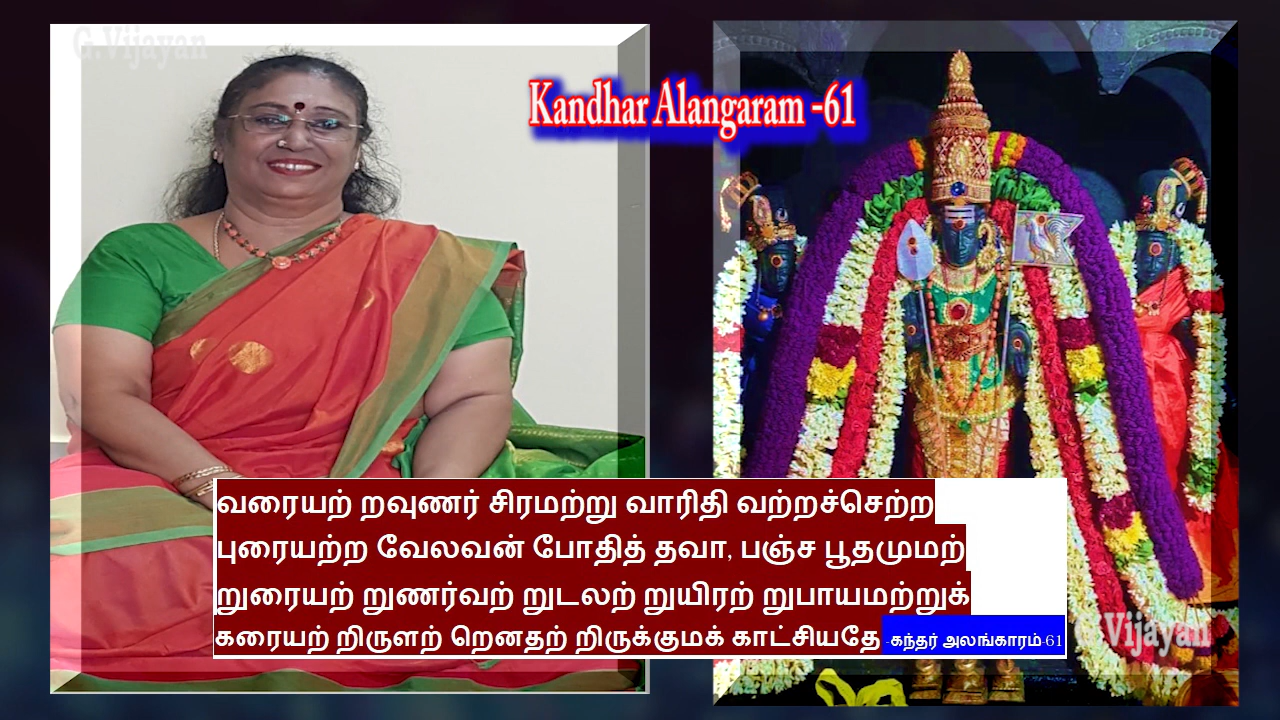 G.Vijayan
Kandhar Alangaram -61
வரையற் றவுணர் சிரமற்று வாரிதி வற்றச்செற்ற
புரையற்ற வேலவன் போதித் தவா, பஞ்ச பூதமுமற்
றுரையற் றுணர்வற் றுடலற் றுயிரற் றுபாயமற்றுக்
கரையற் றிருளற் றெனதற் றிருக்குமக் காட்சியதே -கந்தர் அலங்காரம்-61
G.Vijayan